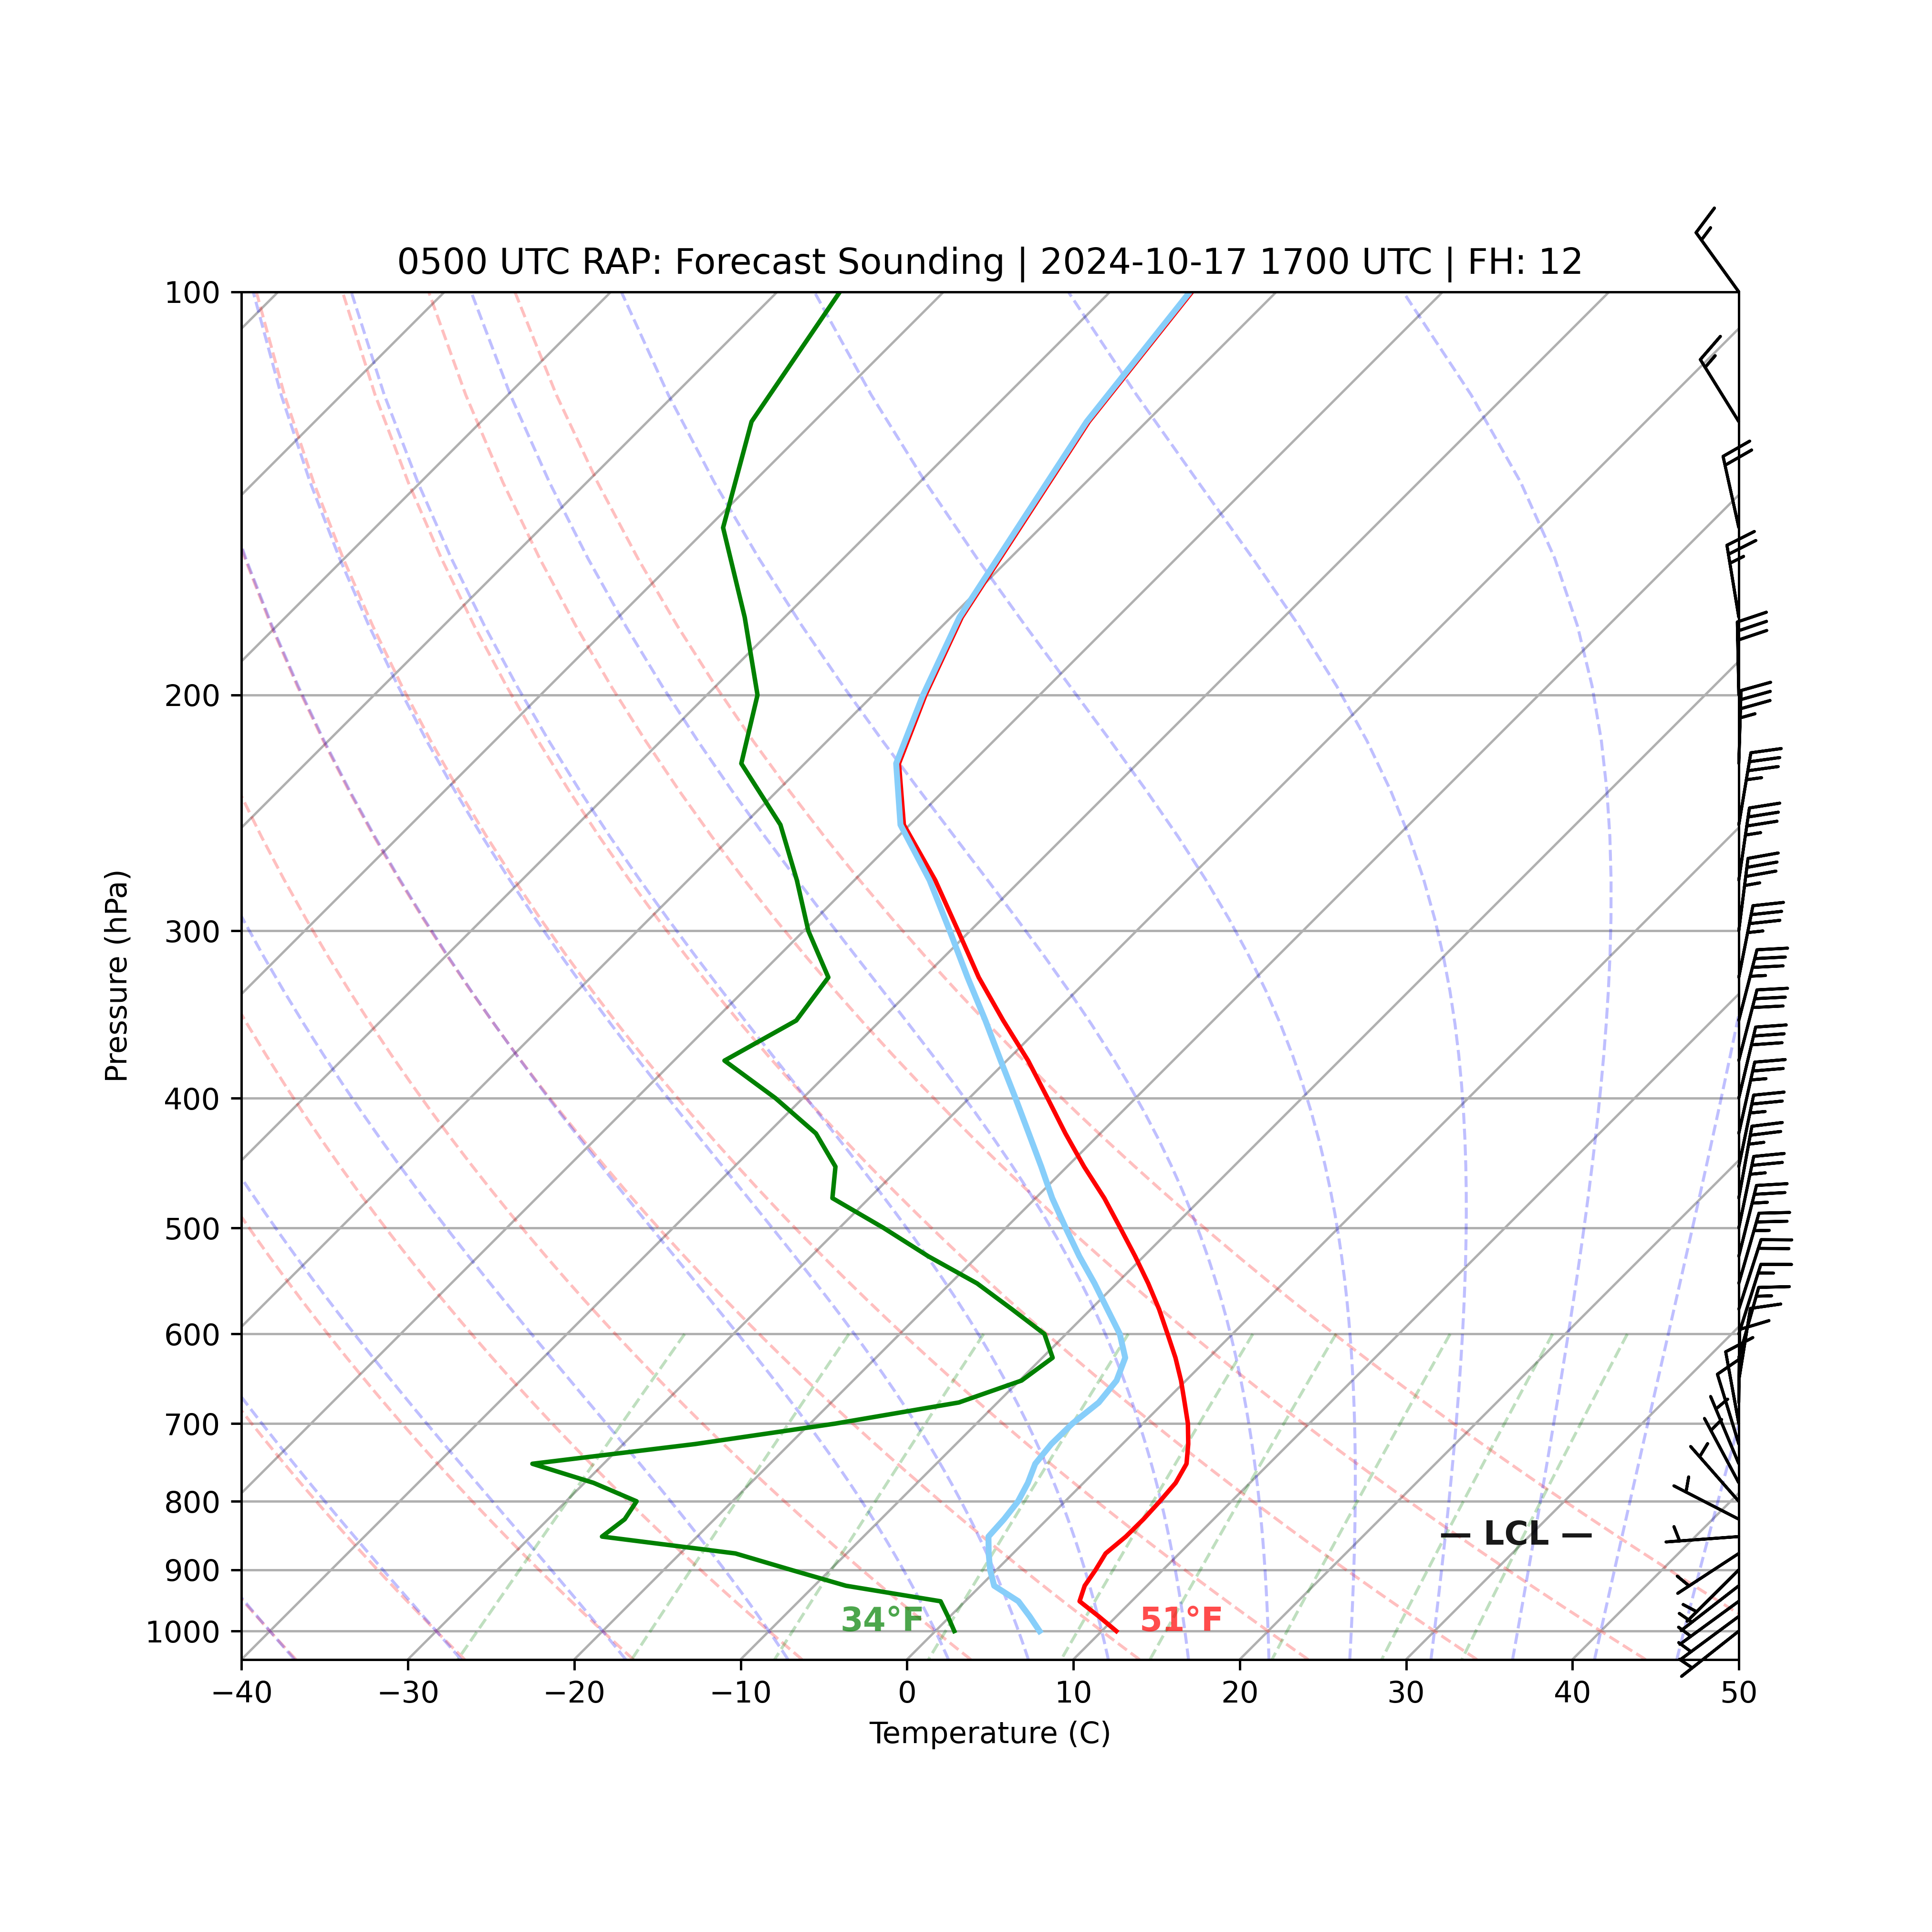 0500 UTC RAP: Forecast Sounding | 2024-10-17 1700 UTC | FH: 12
100
200
300
400
500
600
700
800
900
1000
Pressure (hPa)
— LCL —
34°F
51°F
−40 −30 −20 −10 0 10 20 30 40 50
Temperature (C)